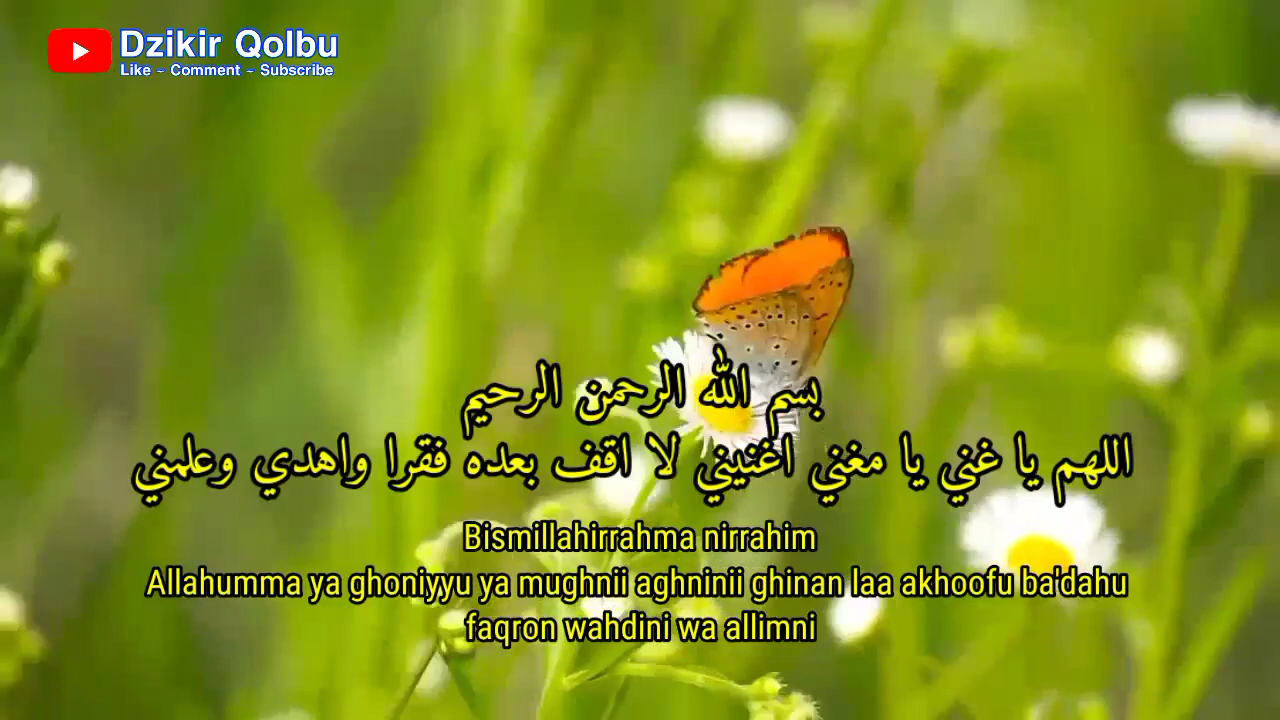 Dzikir Qolbu
Like - Comment - Subscribe
بسم الله الرحمن الرحيم
اللهم يا غني يا مغني اغنيني لا اقف بعده فقرا واهدي وعلمني
Bismillahirrahma nirrahim
Allahumma ya ghoniyyu ya mughnii aghninii ghinan laa akhoofu ba'dahu
faqron wahdini wa allimni